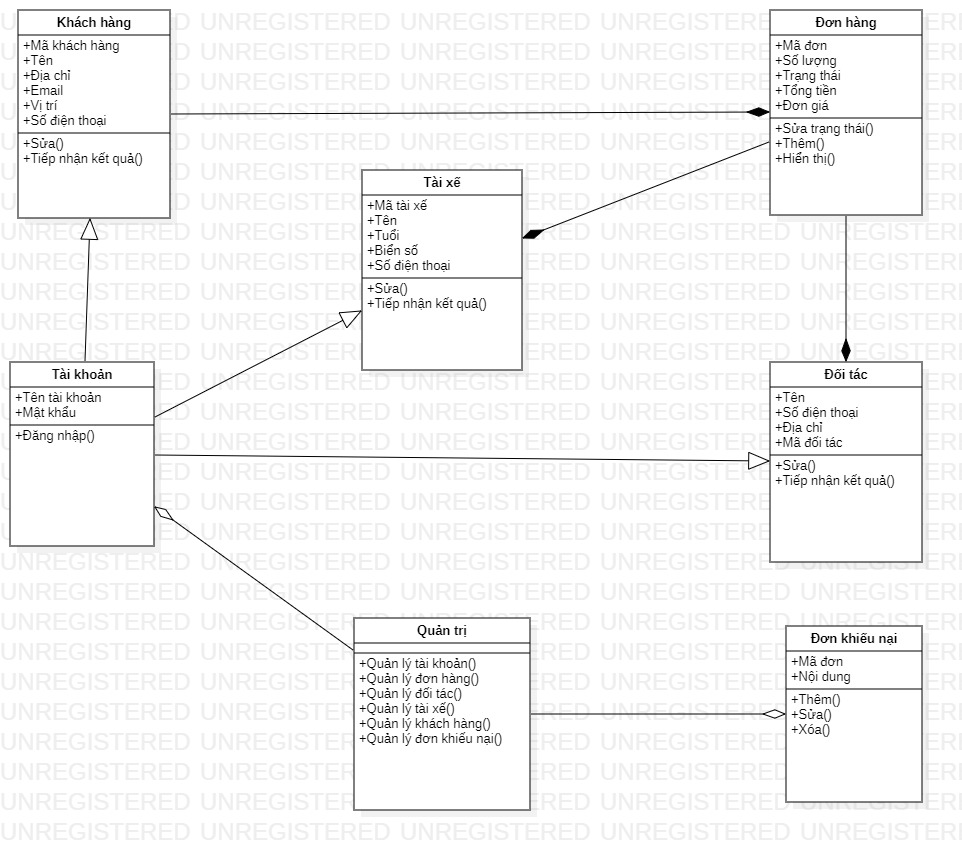 Khách hàng
+Mã khách hàng
+Tên
+Địa chỉ
+Email
+Vị trí
+Số điện thoại
+Sửa()
+Tiếp nhận kết quả()
Đơn hàng
+Mã đơn
+Số lượng
+Trạng thái
+Tổng tiền
+Đơn giá
+Sửa trạng thái()
+Thêm()
+Hiển thị()
Tài xế
+Mã tài xế
+Tên
+Tuổi
+Biển số
+Số điện thoại
+Sửa()
+Tiếp nhận kết quả()
Tài khoản
+Tên tài khoản
+Mật khẩu
+Đăng nhập()
Đối tác
+Tên
+Số điện thoại
+Địa chỉ
+Mã đối tác
+Sửa()
+Tiếp nhận kết quả()
Quản trị
+Quản lý tài khoản()
+Quản lý đơn hàng()
+Quản lý đối tác()
+Quản lý tài xế()
+Quản lý khách hàng()
+Quản lý đơn khiếu nại()
Đơn khiếu nại
+Mã đơn
+Nội dung
+Thêm()
+Sửa()
+Xóa()
UNREGISTERED